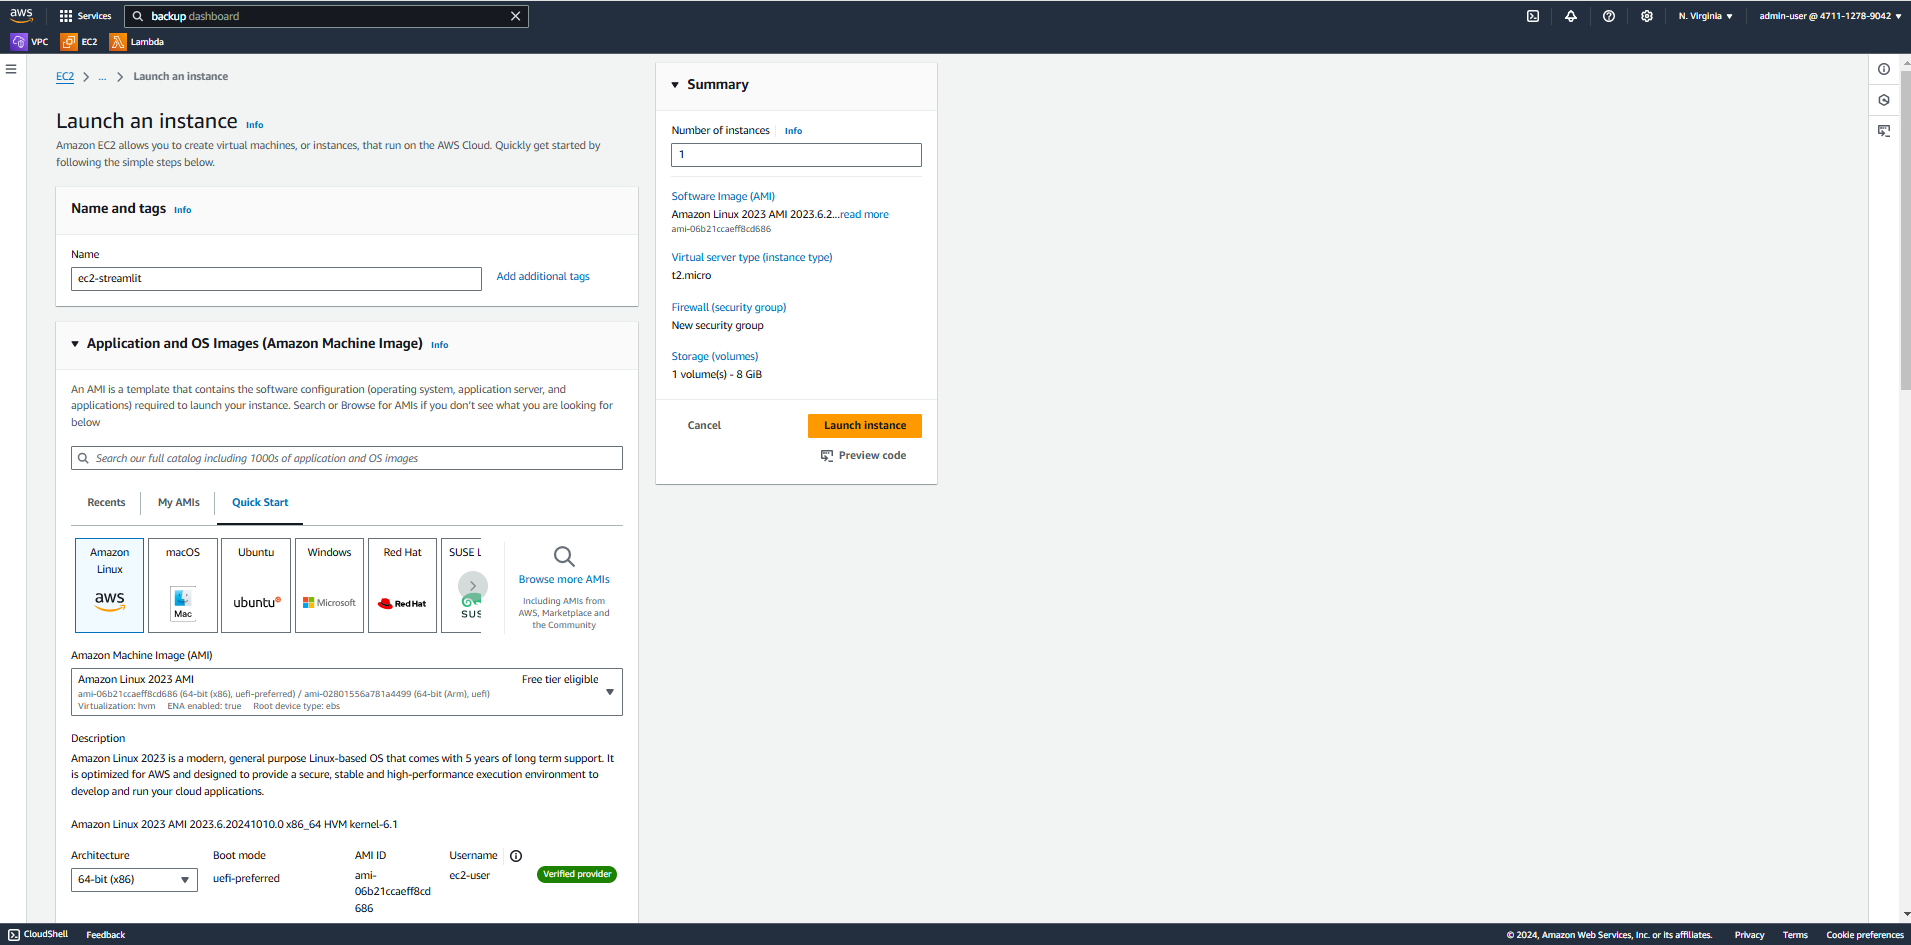 aws
Services
backup dashboard
N. Virginia
admin-user @ 4711-1278-9042
VPC
EC2
Lambda
EC2
...
Launch an instance
Launch an instance Info
Amazon EC2 allows you to create virtual machines, or instances, that run on the AWS Cloud. Quickly get started by
following the simple steps below.
Name and tags Info
Name
ec2-streamlit
Add additional tags
Application and OS Images (Amazon Machine Image) Info
An AMI is a template that contains the software configuration (operating system, application server, and
applications) required to launch your instance. Search or Browse for AMIs if you don't see what you are looking for
below
Search our full catalog including 1000s of application and OS images
Recents
My AMIs
Quick Start
Amazon
Linux
aws
macOS
Mac
Ubuntu
ubuntu
Windows
Microsoft
Red Hat
Red Hat
SUSE L
SUS
Browse more AMIs
Including AMIs from
AWS, Marketplace and
the Community
Amazon Machine Image (AMI)
Amazon Linux 2023 AMI
Free tier eligible
ami-06b21ccaeff8cd686 (64-bit (x86), uefi-preferred) / ami-02801556a781a4499 (64-bit (Arm), uefi)
Virtualization: hvm ENA enabled: true Root device type: ebs
Description
Amazon Linux 2023 is a modern, general purpose Linux-based OS that comes with 5 years of long term support. It
is optimized for AWS and designed to provide a secure, stable and high-performance execution environment to
develop and run your cloud applications.
Amazon Linux 2023 AMI 2023.6.20241010.0 x86_64 HVM kernel-6.1
Architecture
64-bit (x86)
Boot mode
uefi-preferred
AMI ID
ami-
06b21ccaeff8cd
686
Username
ec2-user
Verified provider
Summary
Number of instances Info
1
Software Image (AMI)
Amazon Linux 2023 AMI 2023.6.2...read more
ami-06b21ccaeff8cd686
Virtual server type (instance type)
t2.micro
Firewall (security group)
New security group
Storage (volumes)
1 volume(s) - 8 GiB
Cancel
Launch instance
Preview code
CloudShell
Feedback
© 2024, Amazon Web Services, Inc. or its affiliates.
Privacy
Terms
Cookie preferences